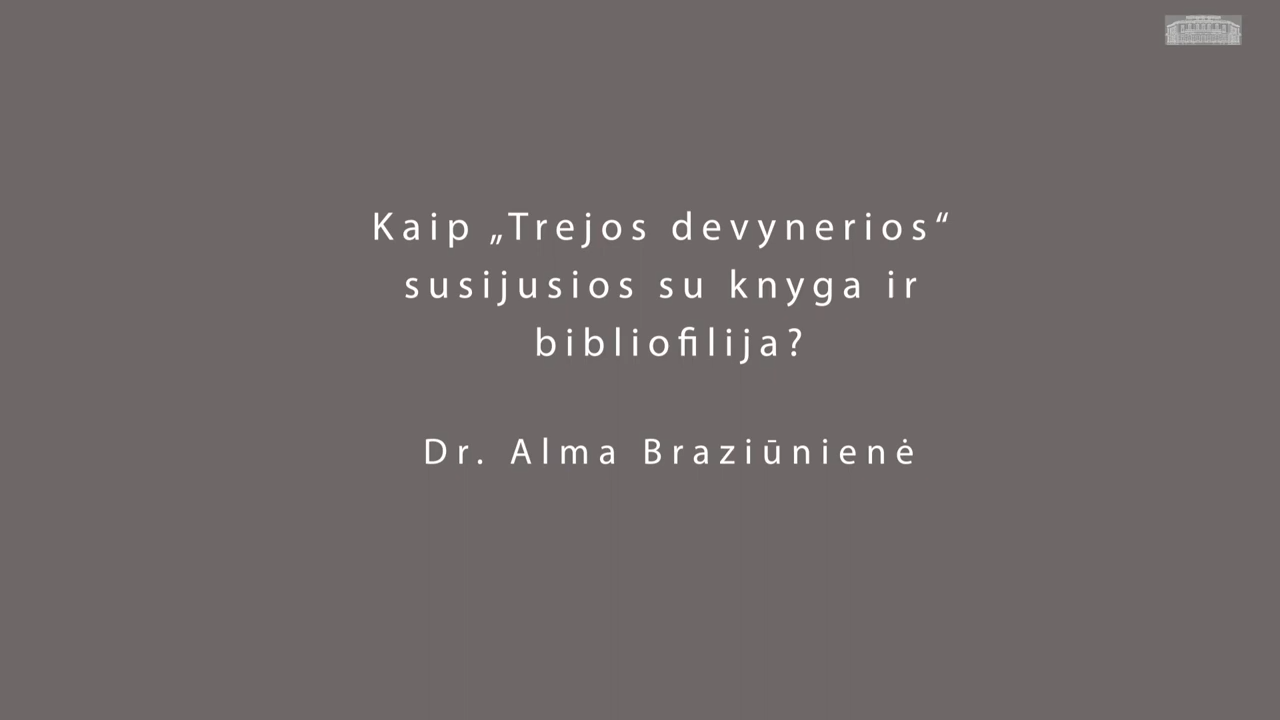 Kaip „Trejos devynerios“
susijusios su knyga ir
bibliofilija?
Dr. Alma Braziūnienė